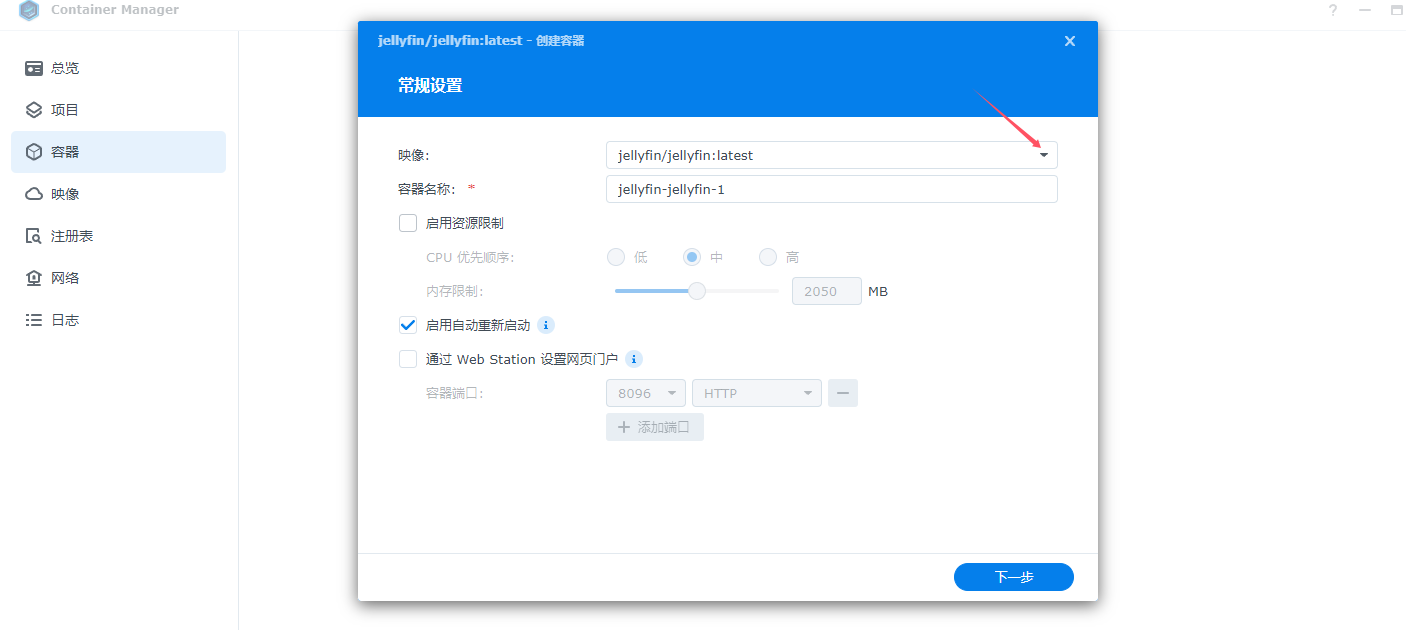 Container Manager
?
总览
项目
容器
映像
注册表
网络
日志
jellyfin/jellyfin:latest - 创建容器
常规设置
映像: jellyfin/jellyfin:latest
容器名称: * jellyfin-jellyfin-1
启用资源限制
CPU 优先顺序: 低 中 高
内存限制: 2050 MB
启用自动重新启动 i
通过 Web Station 设置网页门户 i
容器端口: 8096 HTTP
添加端口
下一步